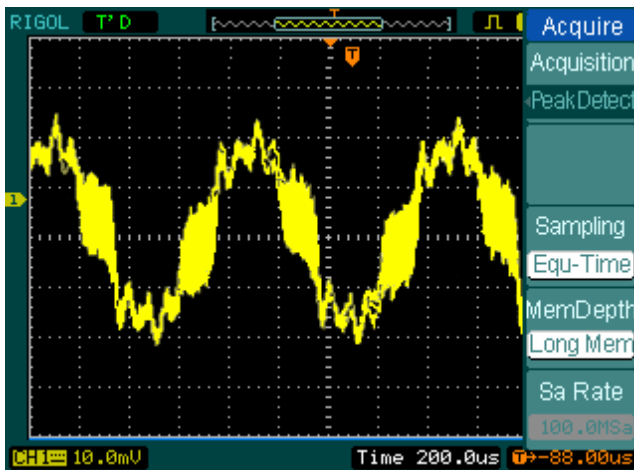 RIGOL T'D
T
Acquire
T
Acquisition
PeakDetect
1
Sampling
Equ-Time
MemDepth
Long Mem
Sa Rate
100.0MSa
CH1 10.0mV Time 200.0us T→-88.00us